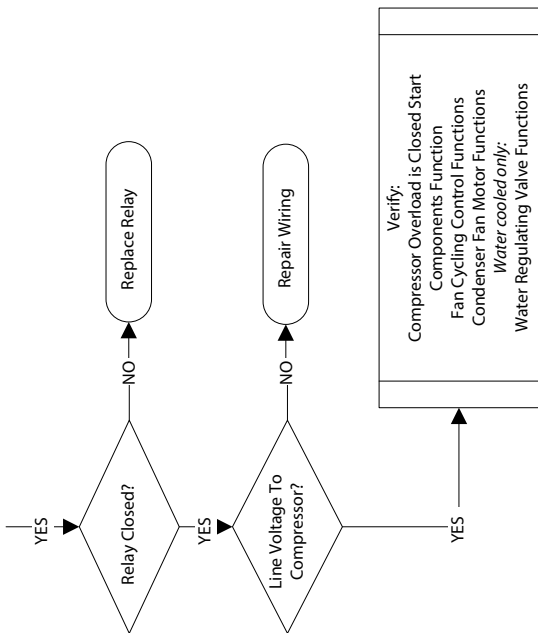 YES
Relay Closed?
NO
Replace Relay
YES
Line Voltage To
Compressor?
NO
Repair Wiring
YES
Verify:
Compressor Overload is Closed Start
Components Function
Fan Cycling Control Functions
Condenser Fan Motor Functions
Water cooled only:
Water Regulating Valve Functions